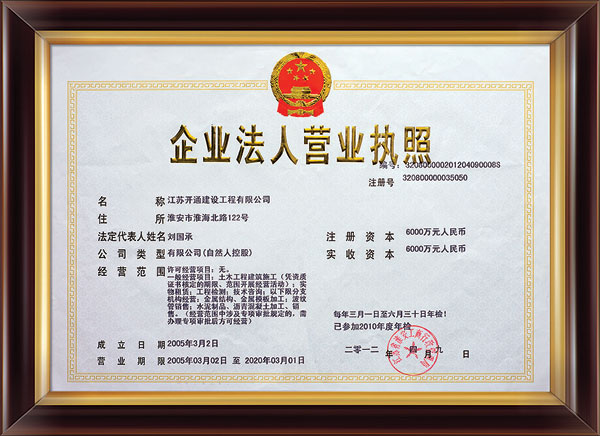 企业法人营业执照
编号: 320800000201204090008S
注册号 320800000035050
名 称 江苏开通建设工程有限公司
住 所 淮安市淮海北路122号
法定代表人姓名 刘国承
注 册 资 本 6000万元人民币
公 司 类 型 有限公司(自然人控股)
实 收 资 本 6000万元人民币
经 营 范 围 许可经营项目:无。
一般经营项目:土木工程建筑施工(凭资质
证书核定的期限、范围开展经营活动);实
物租赁;工程检测;技术咨询;以下限分支
机构经营:金属结构、金属模板加工;波纹
管销售;水泥制品、沥青混凝土加工、销
售。(经营范围中涉及专项审批规定的,需
办理专项审批后方可经营)
每年三月一日至六月三十日年检!
已参加2010年度年检
成 立 日 期 2005年3月2日
二零一二 年 四 月 九 日
营 业 期 限 2005年03月02日 至 2020年03月01日